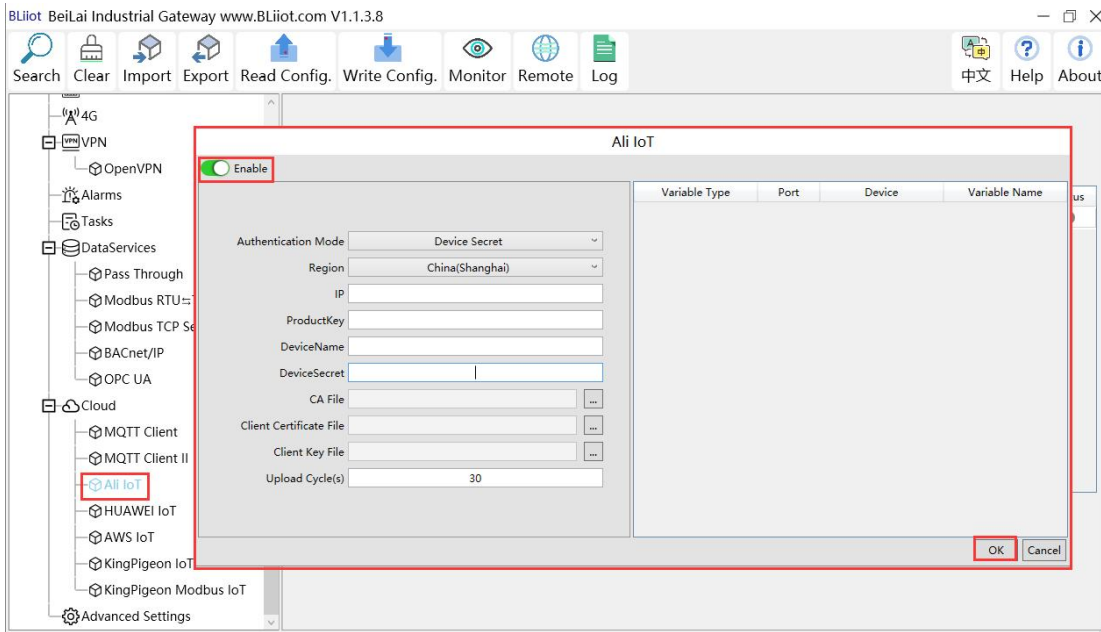 BLiiot BeiLai Industrial Gateway www.BLiiot.com V1.1.3.8
Search Clear Import Export Read Config. Write Config. Monitor Remote Log 中文 Help About
4G
VPN VPN
OpenVPN
Alarms
Tasks
DataServices
Pass Through
Modbus RTU⇆
Modbus TCP Se
BACnet/IP
OPC UA
Cloud
MQTT Client
MQTT Client II
Ali IoT
HUAWEI IoT
AWS IoT
KingPigeon IoT
KingPigeon Modbus IoT
Advanced Settings
Ali IoT
Enable
Authentication Mode Device Secret
Region China(Shanghai)
IP
ProductKey
DeviceName
DeviceSecret
CA File ...
Client Certificate File ...
Client Key File ...
Upload Cycle(s) 30
Variable Type Port Device Variable Name
us
OK Cancel